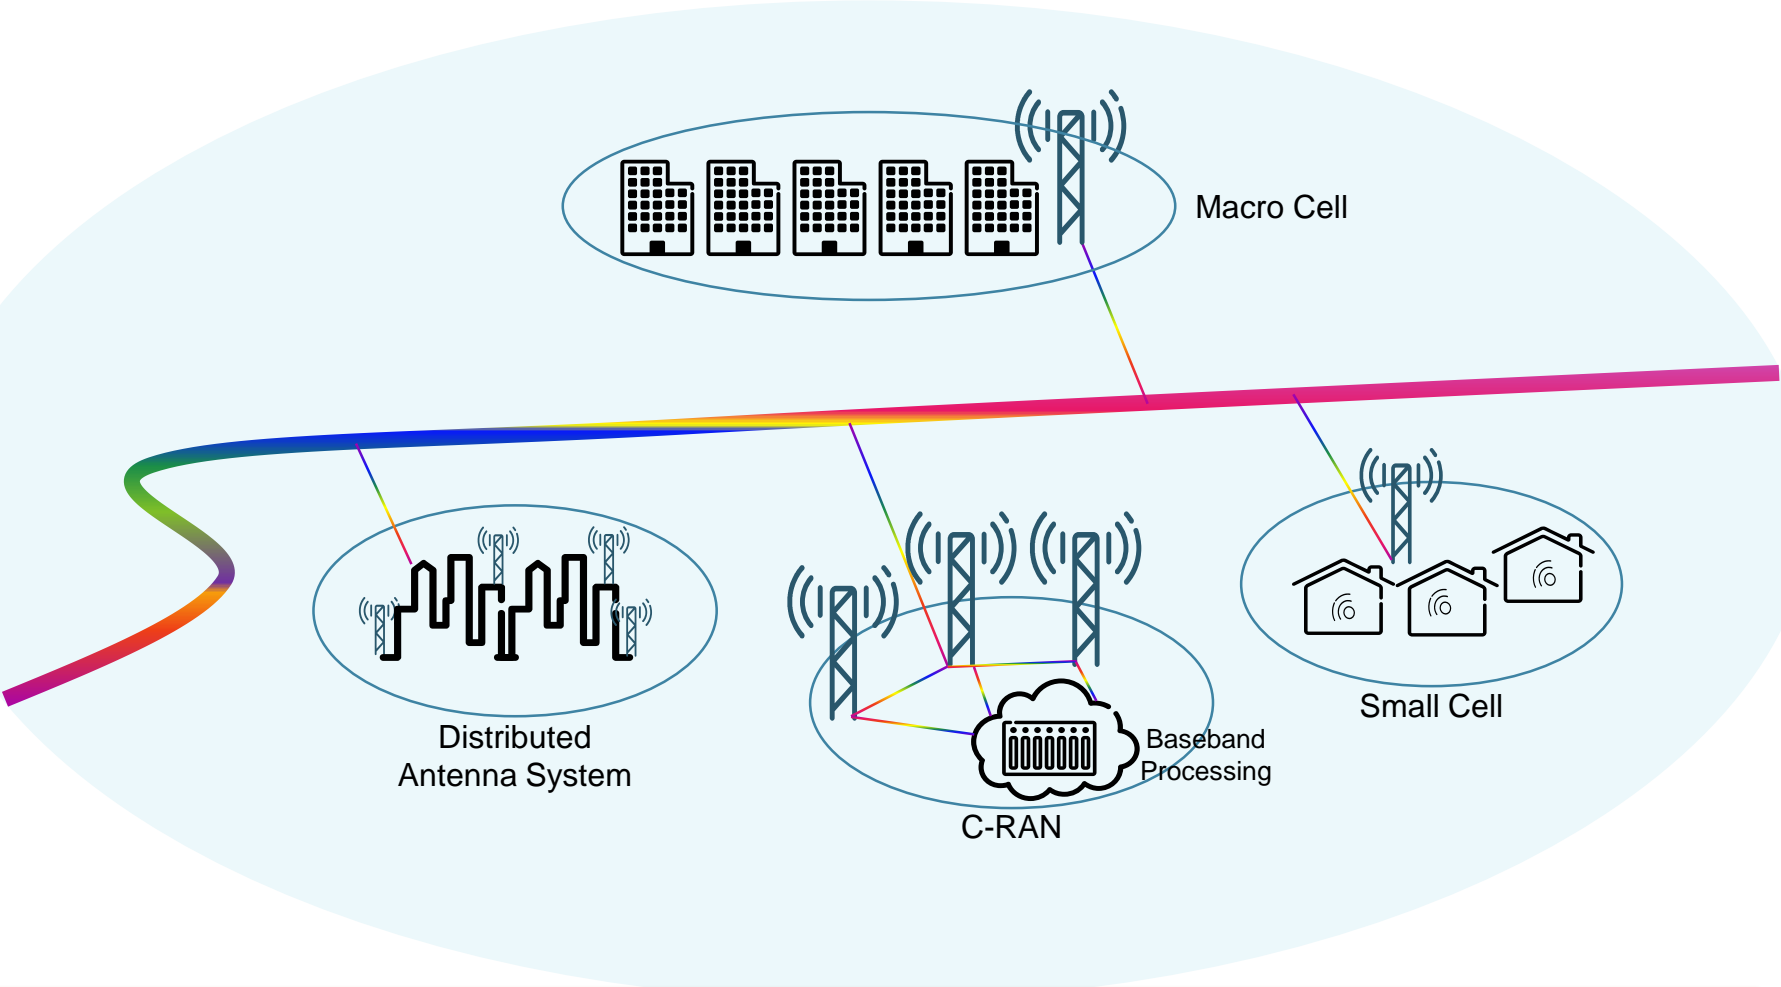 Macro Cell
Distributed
Antenna System
Baseband
Processing
C-RAN
Small Cell